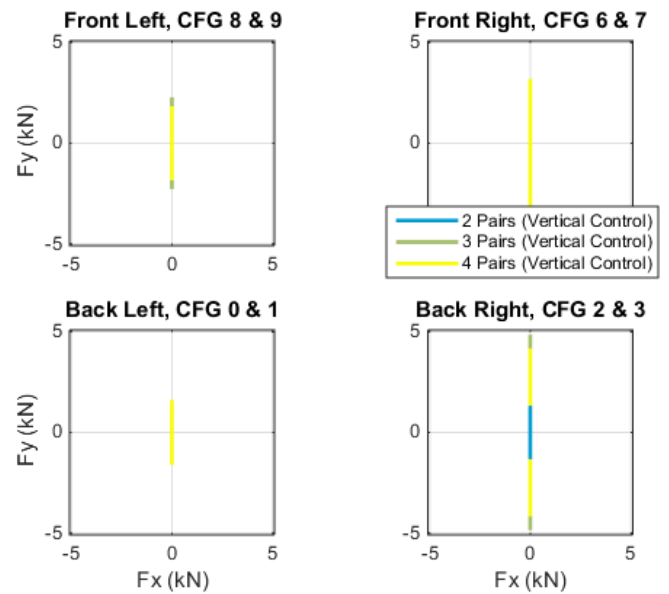 Front Left, CFG 8 & 9
5
0
-5
Fy (kN)
-5 0 5
Front Right, CFG 6 & 7
5
0
-5
-5 0 5
2 Pairs (Vertical Control)
3 Pairs (Vertical Control)
4 Pairs (Vertical Control)
Back Left, CFG 0 & 1
5
0
-5
Fy (kN)
-5 0 5
Fx (kN)
Back Right, CFG 2 & 3
5
0
-5
-5 0 5
Fx (kN)